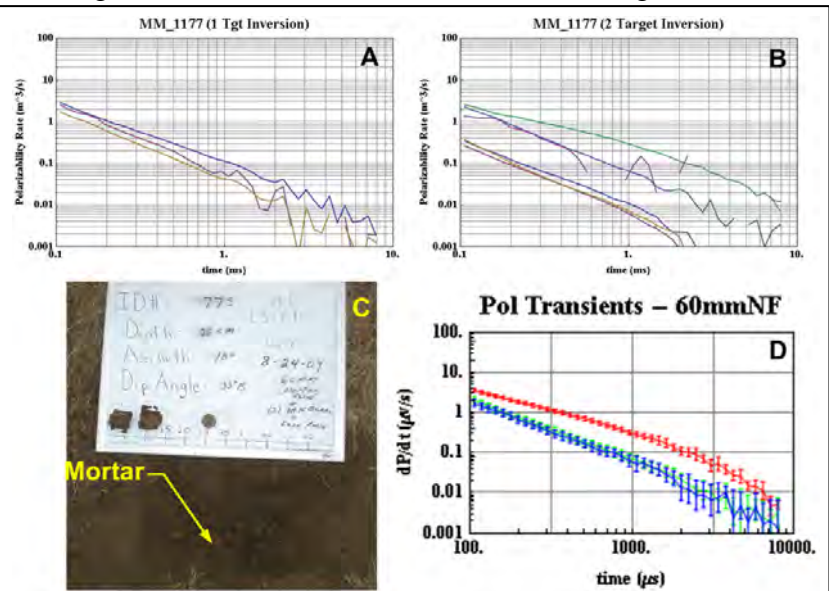 MM_1177 (1 Tgt Inversion)
A
Polarizability Rate (m^3/s)
100
10
1
0.1
0.01
0.001
0.1
1.
10.
time (ms)
MM_1177 (2 Target Inversion)
B
Polarizability Rate (m^3/s)
100
10
1
0.1
0.01
0.001
0.1
1.
10.
time (ms)
C
ID#:
Depth:
Azimuth:
8-24-04
Dip Angle:
Mortar
Pol Transients – 60mmNF
D
dP/dt (μv/s)
100.
10.
1
0.1
0.01
0.001
100.
1000.
10000.
time (μs)